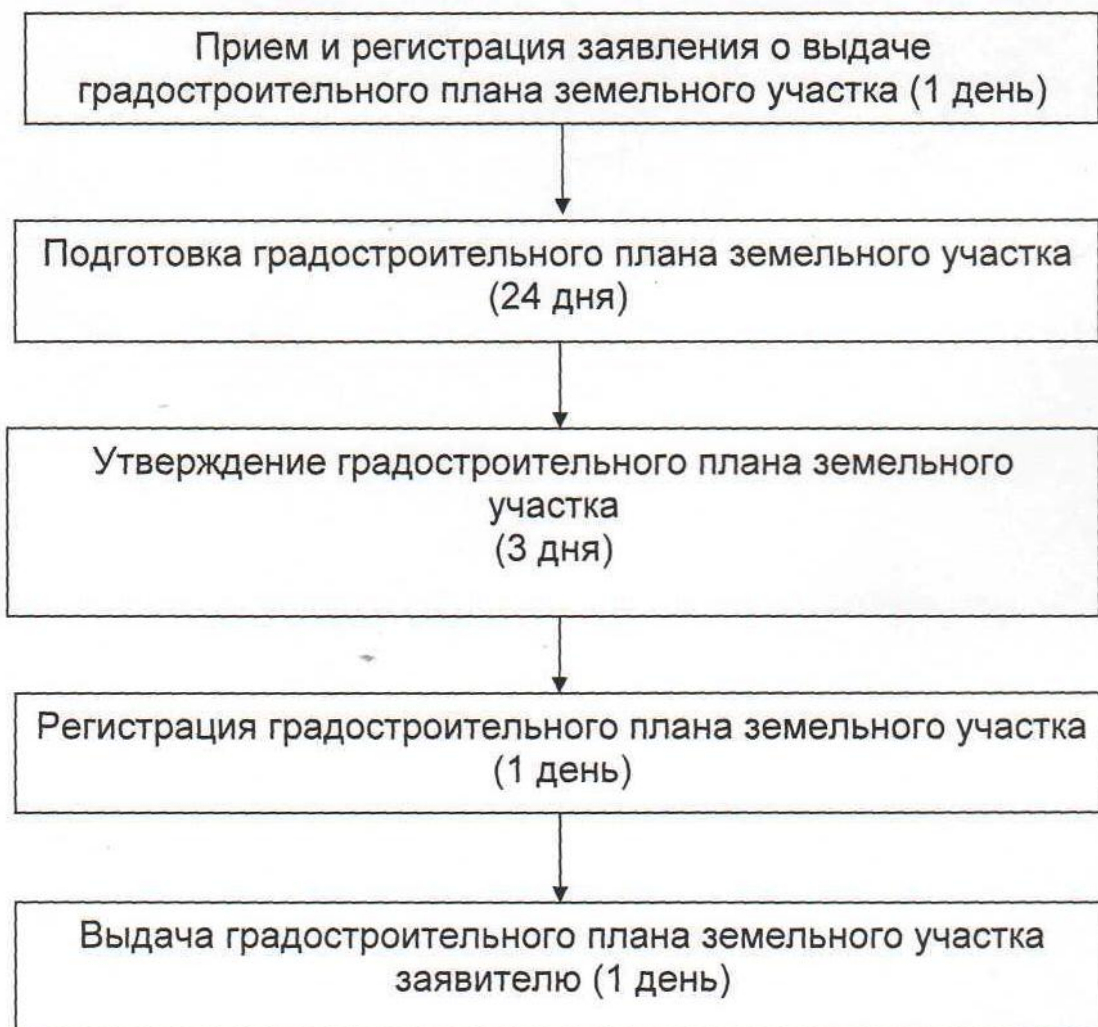 Прием и регистрация заявления о выдаче
градостроительного плана земельного участка (1 день)
Подготовка градостроительного плана земельного участка
(24 дня)
Утверждение градостроительного плана земельного
участка
(3 дня)
Регистрация градостроительного плана земельного участка
(1 день)
Выдача градостроительного плана земельного участка
заявителю (1 день)